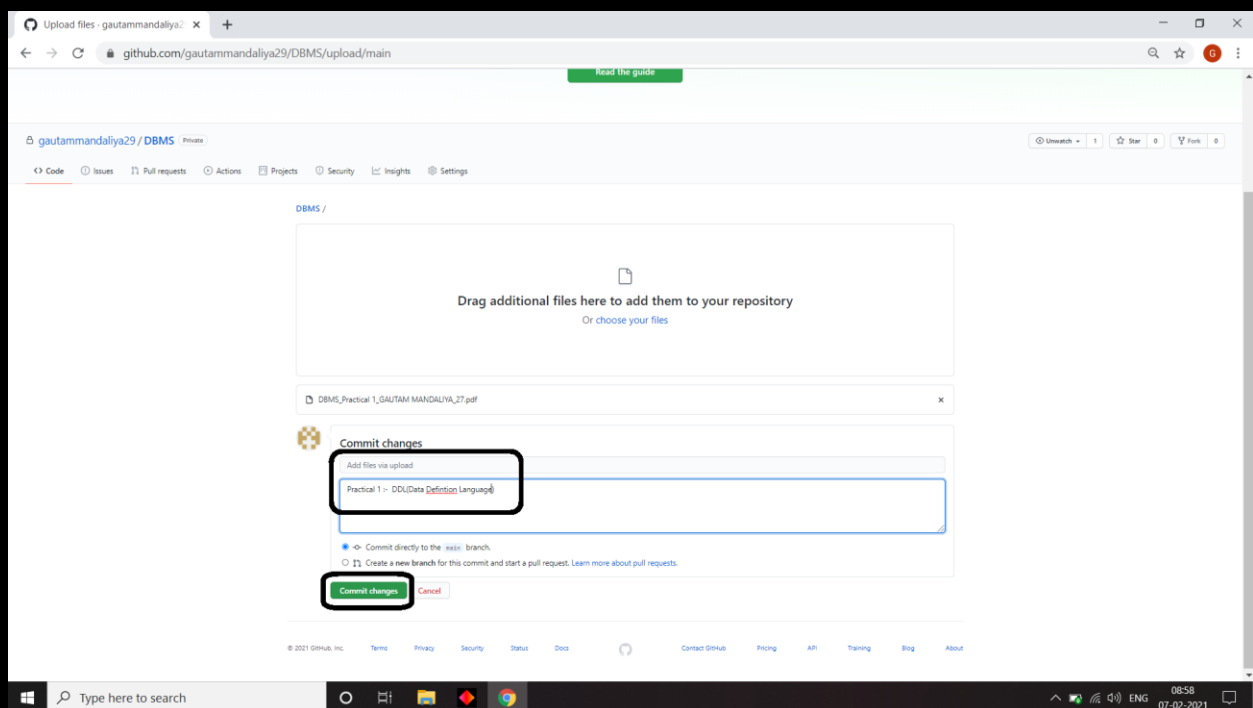 Upload files · gautammandaliya2
github.com/gautammandaliya29/DBMS/upload/main
G
Read the guide
gautammandaliya29 / DBMS Private
Unwatch 1 Star 0 Fork 0
Code Issues Pull requests Actions Projects Security Insights Settings
DBMS /
Drag additional files here to add them to your repository
Or choose your files
DBMS_Practical 1_GAUTAM MANDALIYA_27.pdf
Commit changes
Add files via upload
Practical 1 :- DDL(Data Defintion Language)
Commit directly to the main branch.
Create a new branch for this commit and start a pull request. Learn more about pull requests.
Commit changes Cancel
© 2021 GitHub, Inc. Terms Privacy Security Status Docs Contact GitHub Pricing API Training Blog About
Type here to search
ENG
08:58
07-02-2021